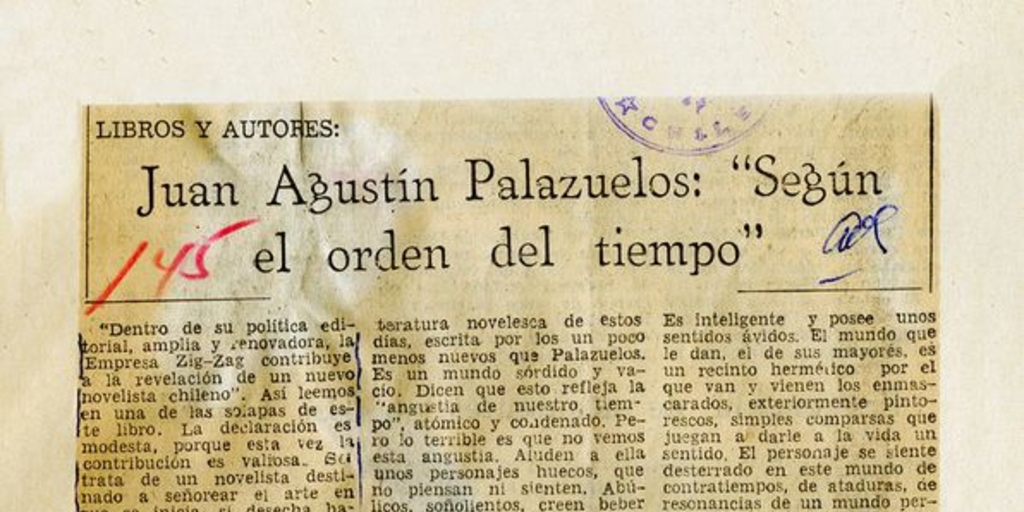 CHILE
LIBROS Y AUTORES:
Juan Agustín Palazuelos: “Según
el orden del tiempo”
145
“Dentro de su política edi-
torial, amplia y renovadora, la
Empresa Zig-Zag contribuye
a la revelación de un nuevo
novelista chileno”. Así leemos
en una de las solapas de es-
te libro. La declaración es
modesta, porque esta vez la
contribución es valiosa. Se
trata de un novelista desti-
nado a señorear el arte en
que se inicia, si desecha ha-
teratura novelesca de estos
días, escrita por los un poco
menos nuevos que Palazuelos.
Es un mundo sórdido y va-
cío. Dicen que esto refleja la
“angustia de nuestro tiem-
po”, atómico y condenado. Pe-
ro lo terrible es que no vemos
esta angustia. Aluden a ella
unos personajes huecos, que
no piensan ni sienten. Abú-
licos, soñolientos, creen beber
Es inteligente y posee unos
sentidos ávidos. El mundo que
le dan, el de sus mayores, es
un recinto hermético por el
que van y vienen los enmas-
carados, exteriormente pinto-
rescos, simples comparsas que
juegan a darle a la vida un
sentido. El personaje se siente
desterrado en este mundo de
contratiempos, de ataduras, de
resonancias de un mundo per-